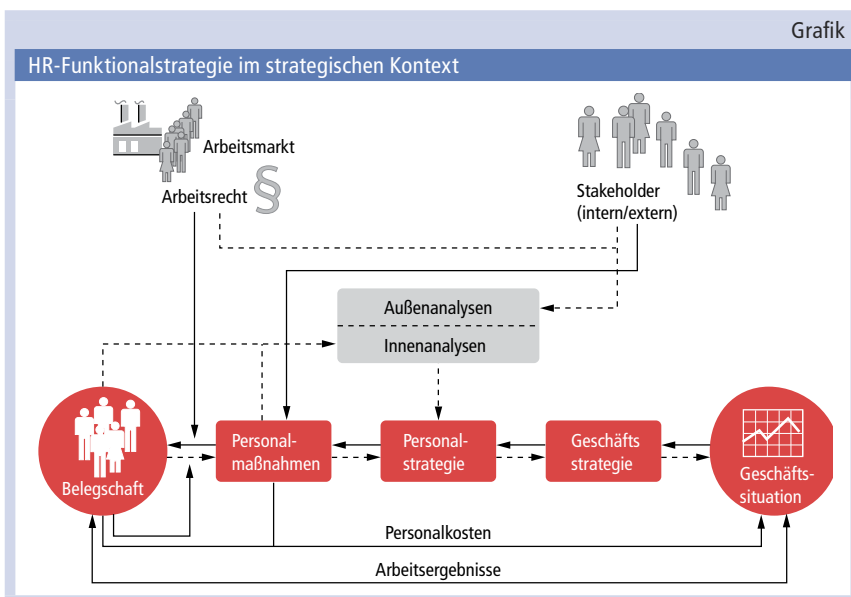 Grafik
HR-Funktionalstrategie im strategischen Kontext
Arbeitsmarkt
Arbeitsrecht §
Stakeholder
(intern/extern)
Außenanalysen
Innenanalysen
Belegschaft
Personal-
maßnahmen
Personal-
strategie
Geschäfts
strategie
Geschäfts-
situation
Personalkosten
Arbeitsergebnisse